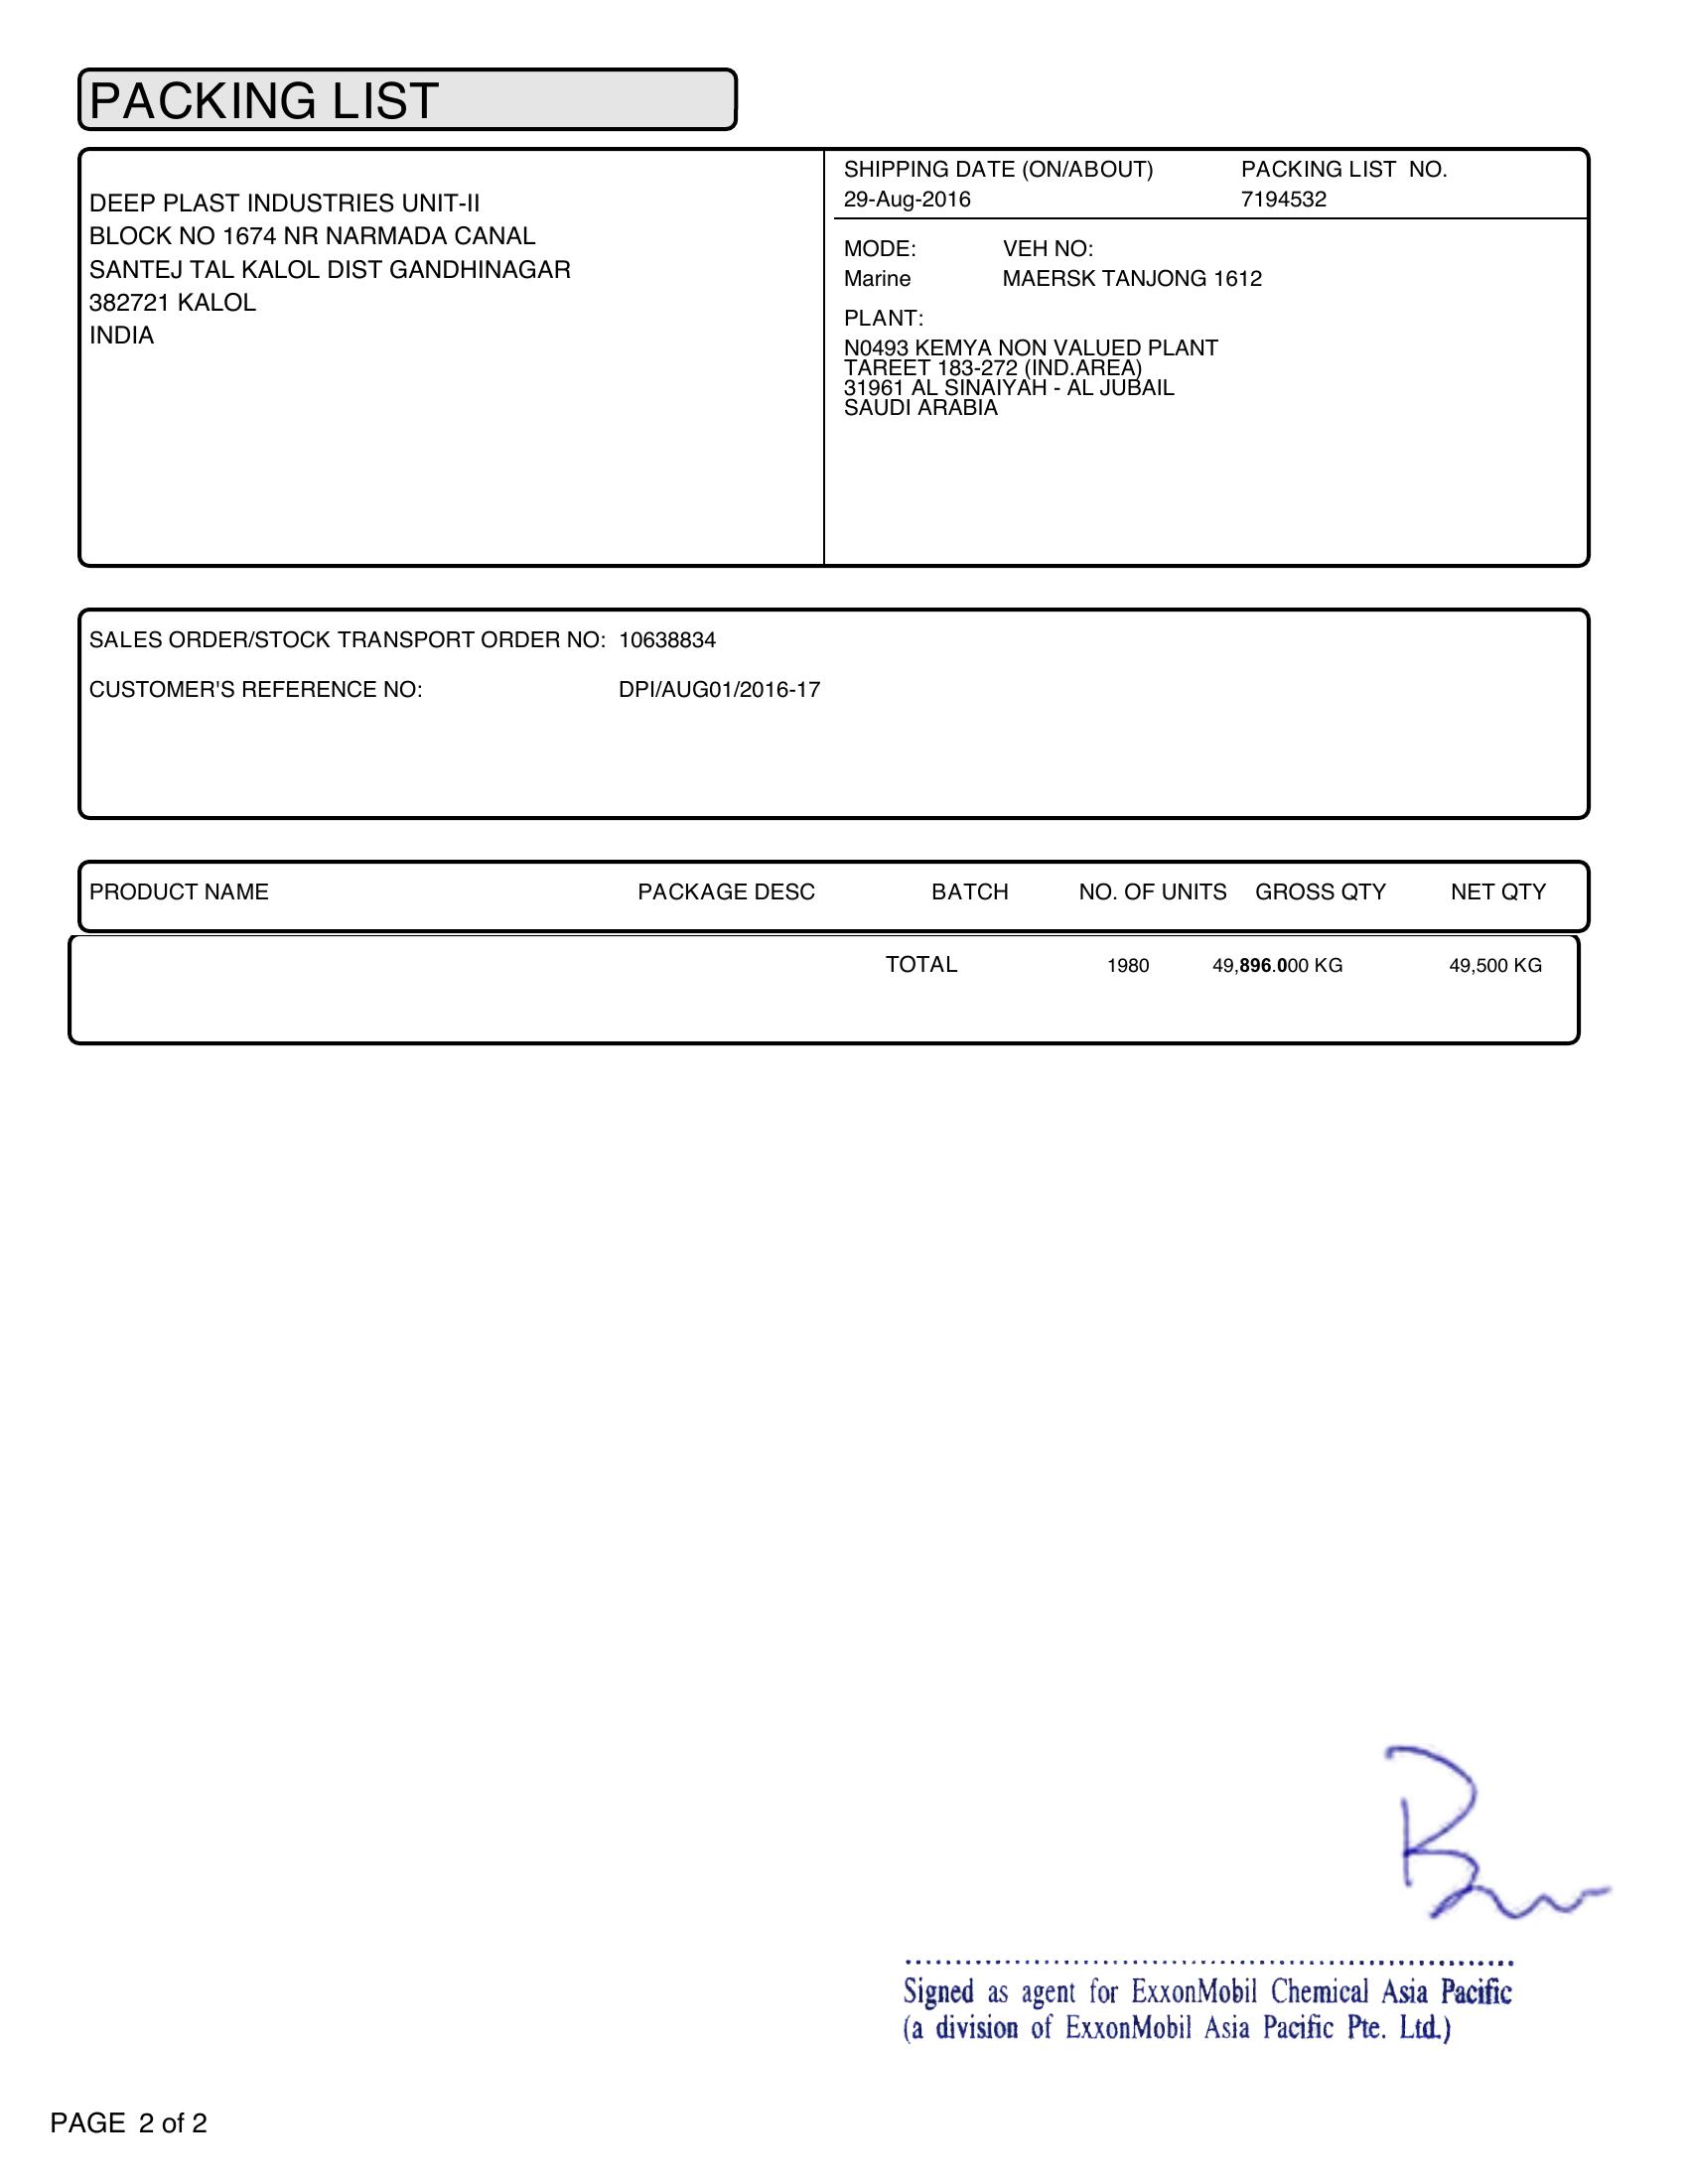 PACKING LIST
DEEP PLAST INDUSTRIES UNIT-II
BLOCK NO 1674 NR NARMADA CANAL
SANTEJ TAL KALOL DIST GANDHINAGAR
382721 KALOL
INDIA
SHIPPING DATE (ON/ABOUT) PACKING LIST NO.
29-Aug-2016 7194532
MODE: VEH NO:
Marine MAERSK TANJONG 1612
PLANT:
N0493 KEMYA NON VALUED PLANT
TAREET 183-272 (IND.AREA)
31961 AL SINAIYAH - AL JUBAIL
SAUDI ARABIA
SALES ORDER/STOCK TRANSPORT ORDER NO: 10638834
CUSTOMER'S REFERENCE NO: DPI/AUG01/2016-17
PRODUCT NAME PACKAGE DESC BATCH NO. OF UNITS GROSS QTY NET QTY
TOTAL 1980 49,896.000 KG 49,500 KG
Signed as agent for ExxonMobil Chemical Asia Pacific
(a division of ExxonMobil Asia Pacific Pte. Ltd.)
PAGE 2 of 2